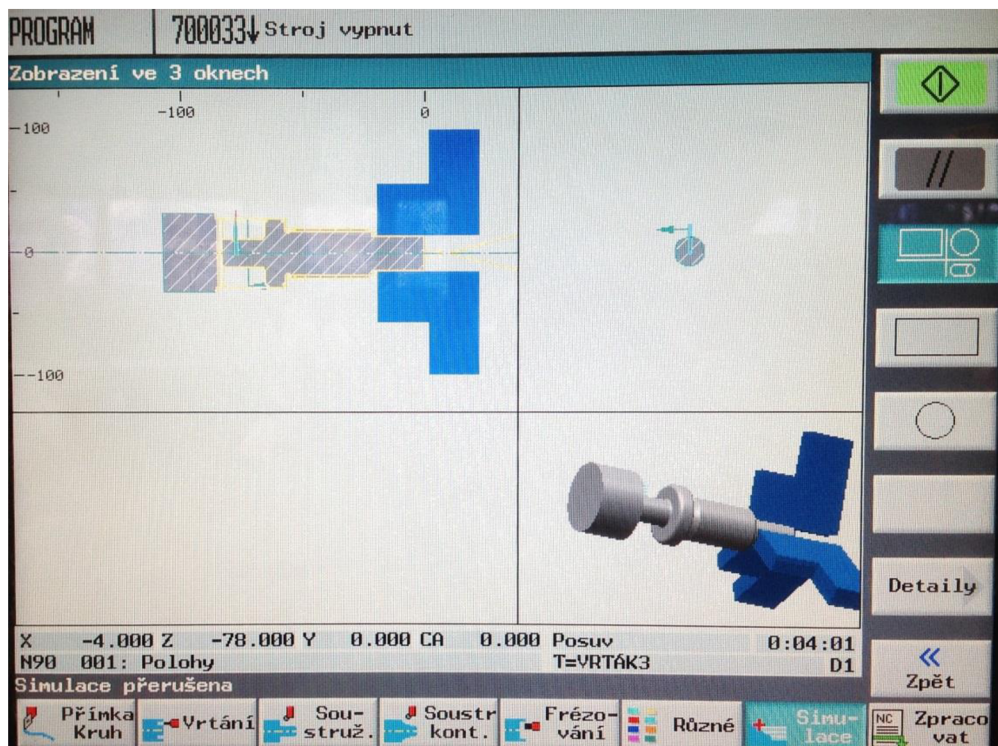 PROGRAM
700033↓ Stroj vypnut
Zobrazení ve 3 oknech
-100 0
-100
-0
--100
Detaily
X -4.000 Z -78.000 Y 0.000 CA 0.000 Posuv 0:04:01
N90 001: Polohy T=VRTÁK3 D1
Simulace přerušena
«
Zpět
Přímka
Kruh
Vrtání
Sou-
struž.
Soustr
kont.
Frézo-
vání
Různé
Simu-
lace
NC
Zpraco
vat